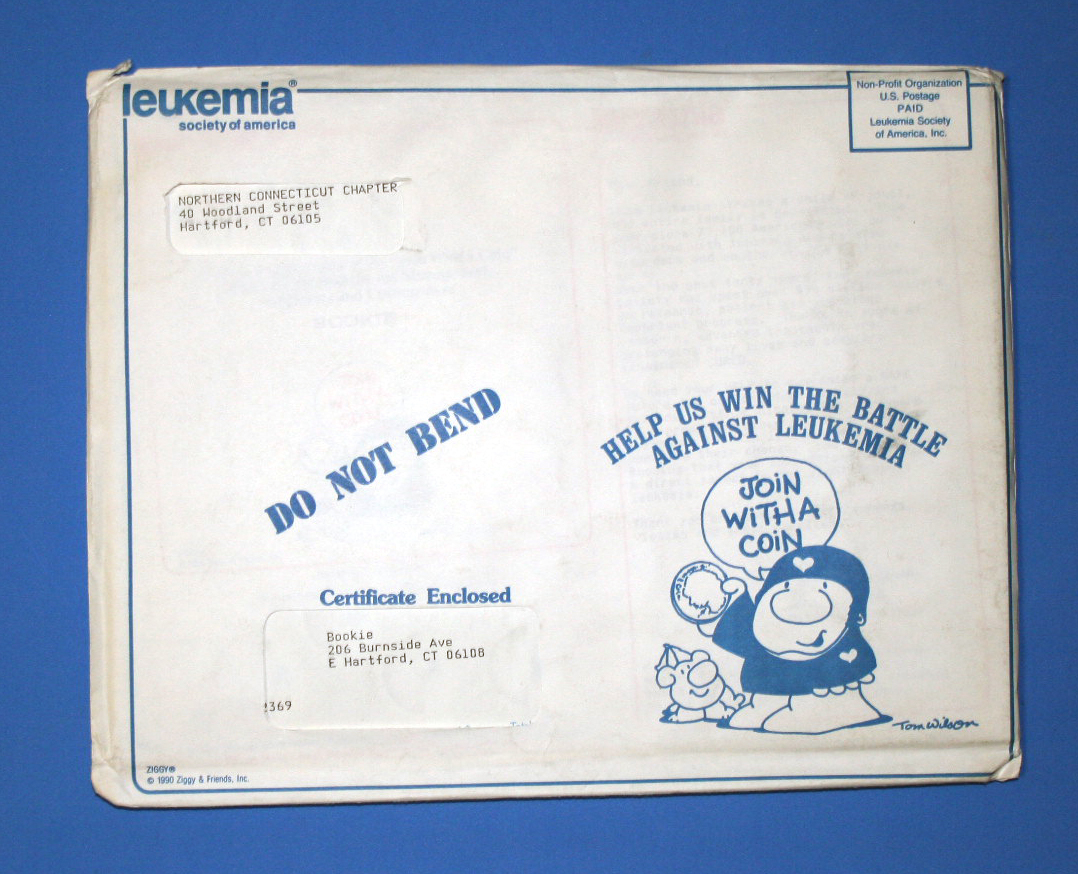 leukemia®
society of america
Non-Profit Organization
U.S. Postage
PAID
Leukemia Society
of America, Inc.
NORTHERN CONNECTICUT CHAPTER
40 Woodland Street
Hartford, CT 06105
DO NOT BEND
HELP US WIN THE BATTLE
AGAINST LEUKEMIA
JOiN
WiTH A
COiN
Certificate Enclosed
Bookie
206 Burnside Ave
E Hartford, CT 06108
2369
Tom Wilson
ZIGGY®
© 1990 Ziggy & Friends, Inc.